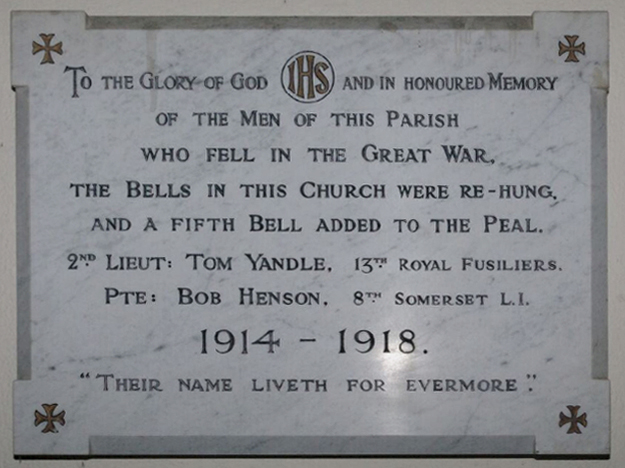 To the Glory of God IHS and in honoured Memory
of the Men of this Parish
who fell in the Great War,
the Bells in this Church were re-hung,
and a fifth Bell added to the Peal.
2ND Lieut: Tom Yandle, 13TH Royal Fusiliers.
Pte: Bob Henson, 8TH Somerset L.I.
1914 - 1918.
"Their name liveth for evermore".